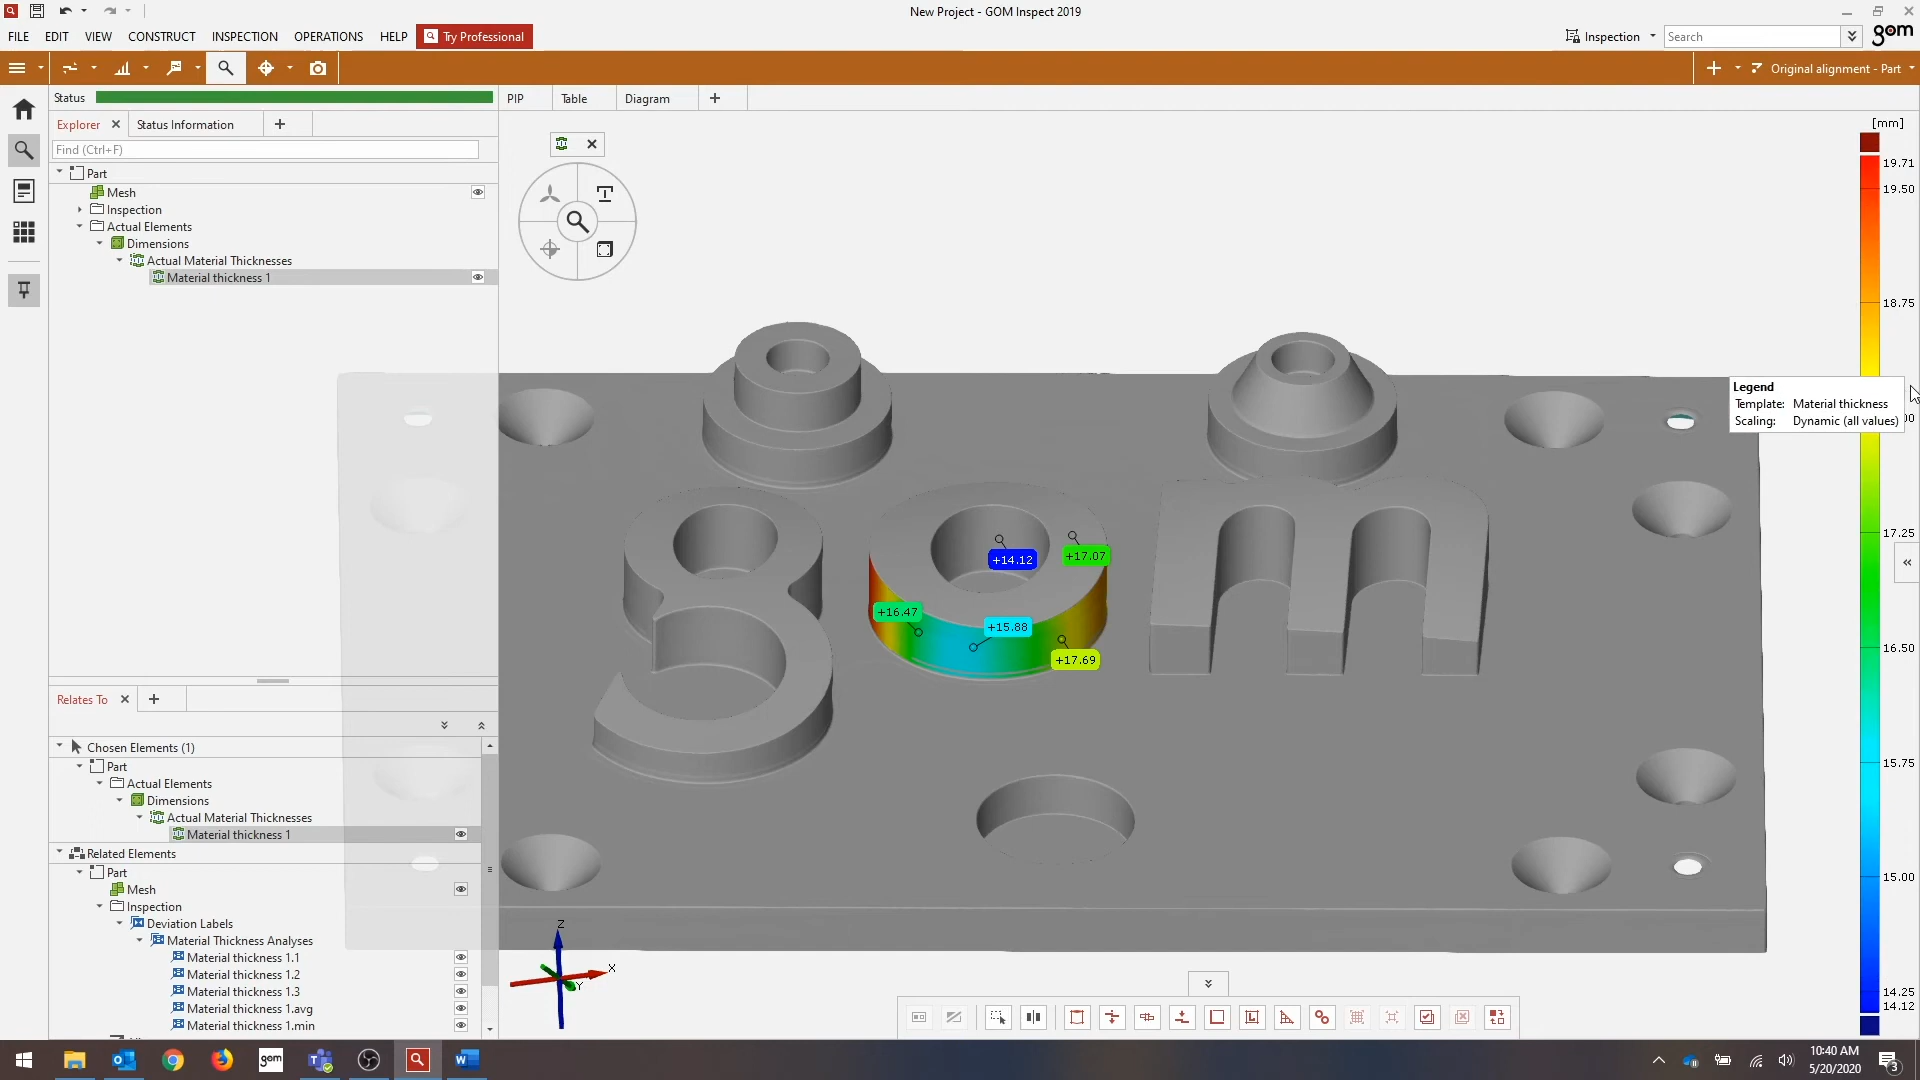 New Project - GOM Inspect 2019
FILE EDIT VIEW CONSTRUCT INSPECTION OPERATIONS HELP Try Professional Inspection Search gom
Original alignment - Part
Status PIP Table Diagram
Explorer Status Information
[mm]
Find (Ctrl+F)
Part
Mesh
Inspection
Actual Elements
Dimensions
Actual Material Thicknesses
Material thickness 1
19.71
19.50
18.75
Legend
Template: Material thickness
Scaling: Dynamic (all values)
00
17.25
16.50
15.75
15.00
14.25
14.12
+14.12
+17.07
+16.47
+15.88
+17.69
Relates To
Chosen Elements (1)
Part
Actual Elements
Dimensions
Actual Material Thicknesses
Material thickness 1
Related Elements
Part
Mesh
Inspection
Deviation Labels
Material Thickness Analyses
Material thickness 1.1
Material thickness 1.2
Material thickness 1.3
Material thickness 1.avg
Material thickness 1.min
Z
X
Y
gom
10:40 AM
5/20/2020
3